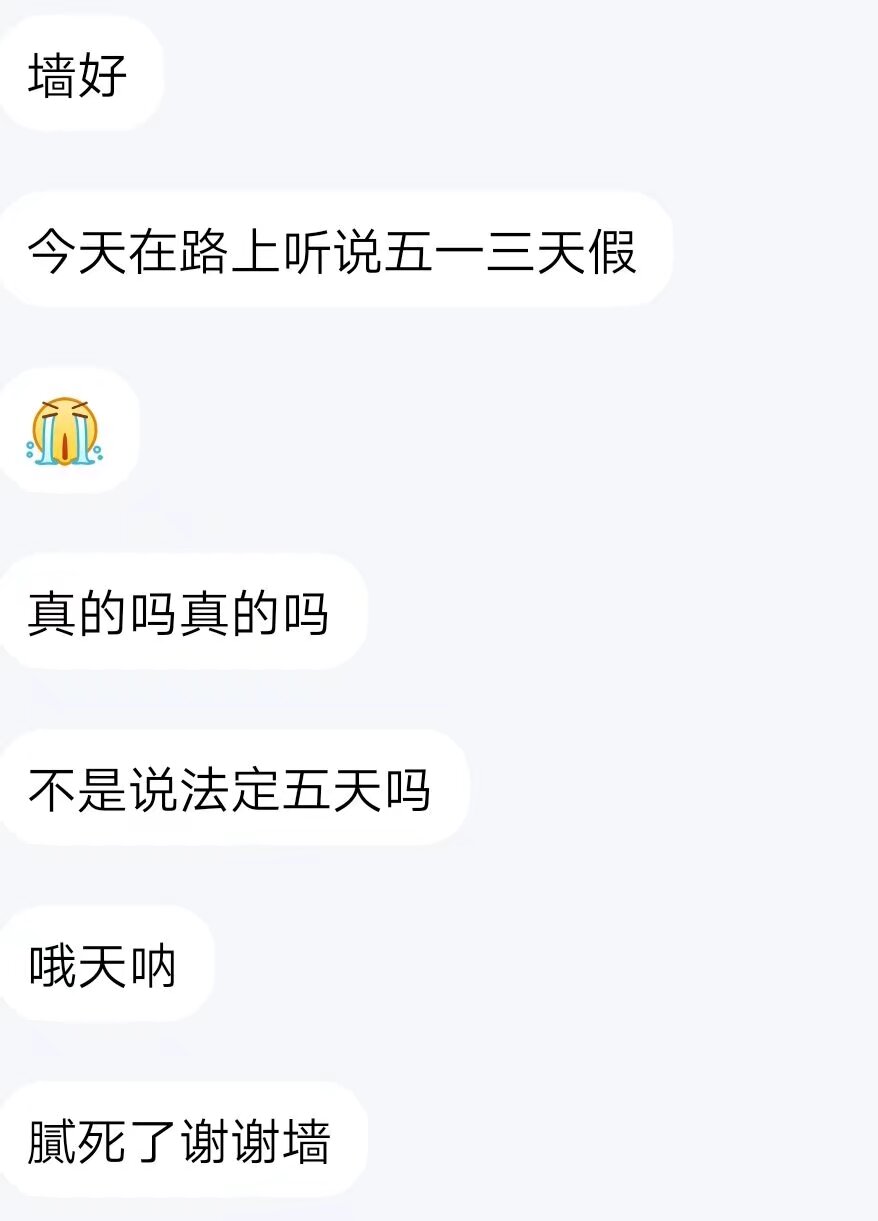 墙好
今天在路上听说五一三天假
真的吗真的吗
不是说法定五天吗
哦天呐
膩死了谢谢墙